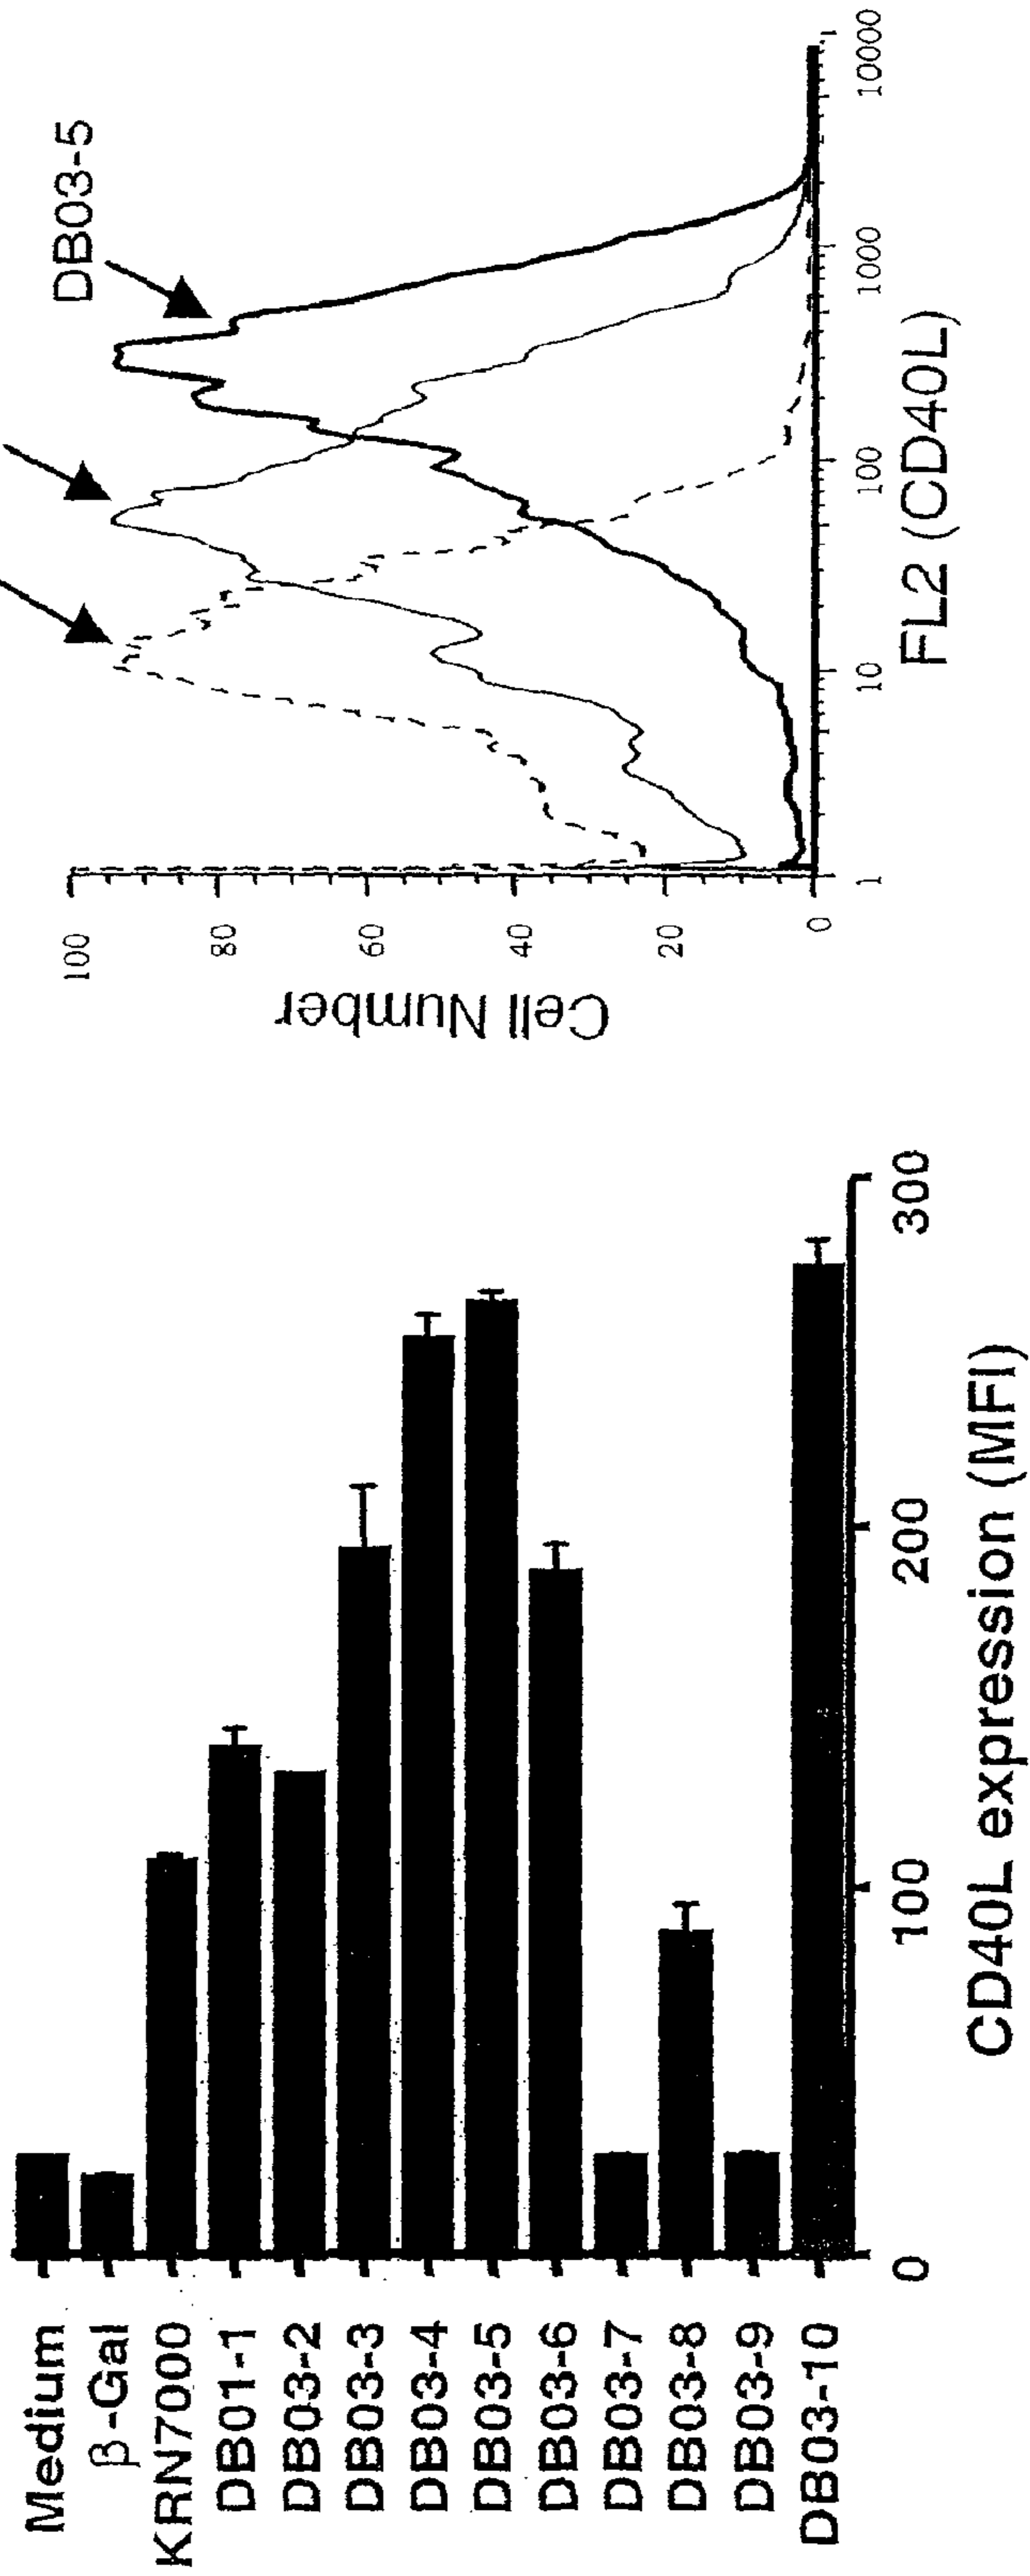 Medium
β-Gal
KRN7000
DB01-1
DB03-2
DB03-3
DB03-4
DB03-5
DB03-6
DB03-7
DB03-8
DB03-9
DB03-10
0
100
200
300
CD40L expression (MFI)
Cell Number
100
80
60
40
20
0
1
10
100
1000
10000
FL2 (CD40L)
DB03-5